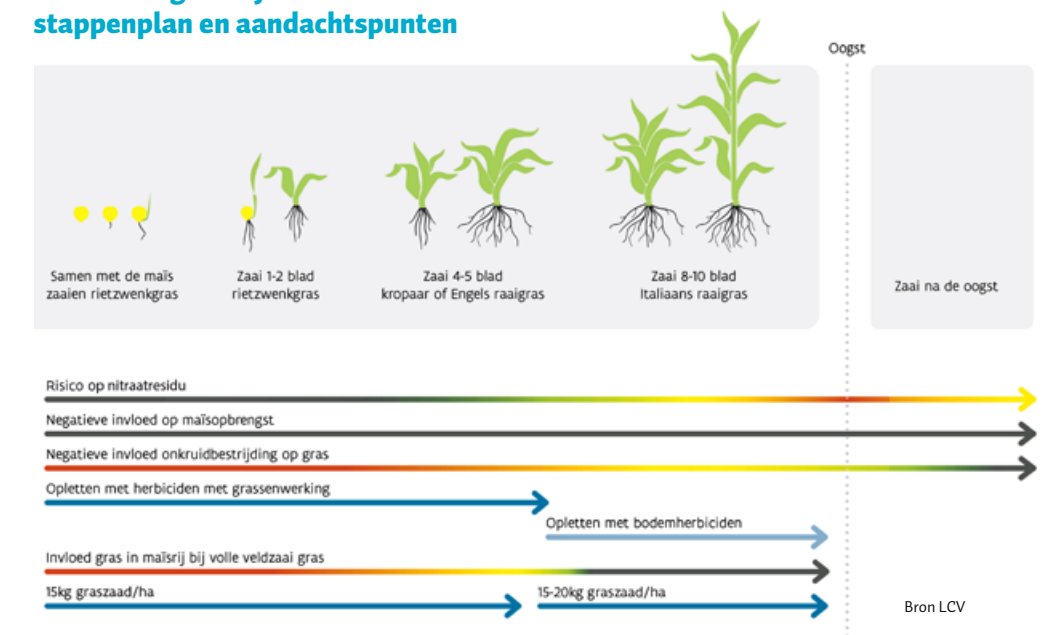 stappenplan en aandachtspunten
Oogst
Samen met de maïs
zaaien rietzwenkgras
Zaai 1-2 blad
rietzwenkgras
Zaai 4-5 blad
kropaar of Engels raaigras
Zaai 8-10 blad
Italiaans raaigras
Zaai na de oogst
Risico op nitraatresidu
Negatieve invloed op maïsopbrengst
Negatieve invloed onkruidbestrijding op gras
Opletten met herbiciden met grassenwerking
Opletten met bodemherbiciden
Invloed gras in maïsrij bij volle veldzaai gras
15kg graszaad/ha
15-20kg graszaad/ha
Bron LCV